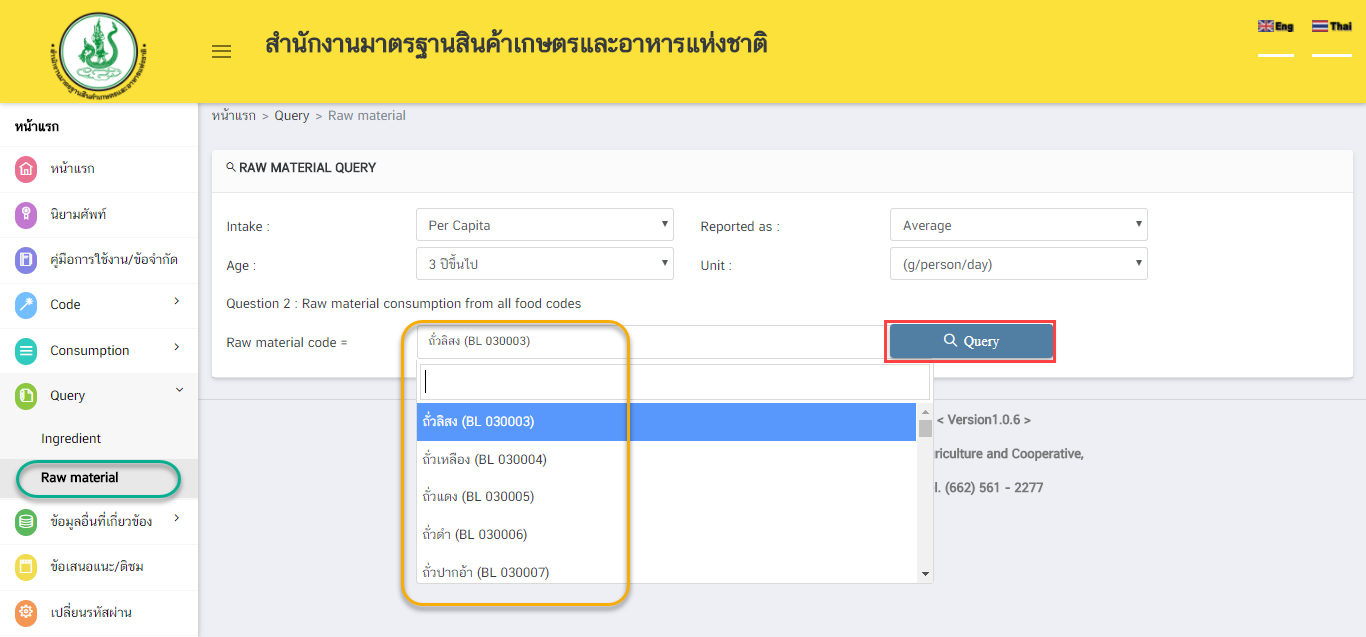 สำนักงานมาตรฐานสินค้าเกษตรและอาหารแห่งชาติ
Eng
Thai
หน้าแรก
หน้าแรก
นิยามศัพท์
คู่มือการใช้งาน/ข้อจำกัด
Code
Consumption
Query
Ingredient
Raw material
ข้อมูลอื่นที่เกี่ยวข้อง
ข้อเสนอแนะ/ติชม
เปลี่ยนรหัสผ่าน
หน้าแรก > Query > Raw material
RAW MATERIAL QUERY
Intake : Per Capita Reported as : Average
Age : 3 ปีขึ้นไป Unit : (g/person/day)
Question 2 : Raw material consumption from all food codes
Raw material code = ถั่วลิสง (BL 030003) Query
ถั่วลิสง (BL 030003)
ถั่วเหลือง (BL 030004)
ถั่วแดง (BL 030005)
ถั่วดำ (BL 030006)
ถั่วปากอ้า (BL 030007)
< Version1.0.6 >
riculture and Cooperative,
l. (662) 561 - 2277